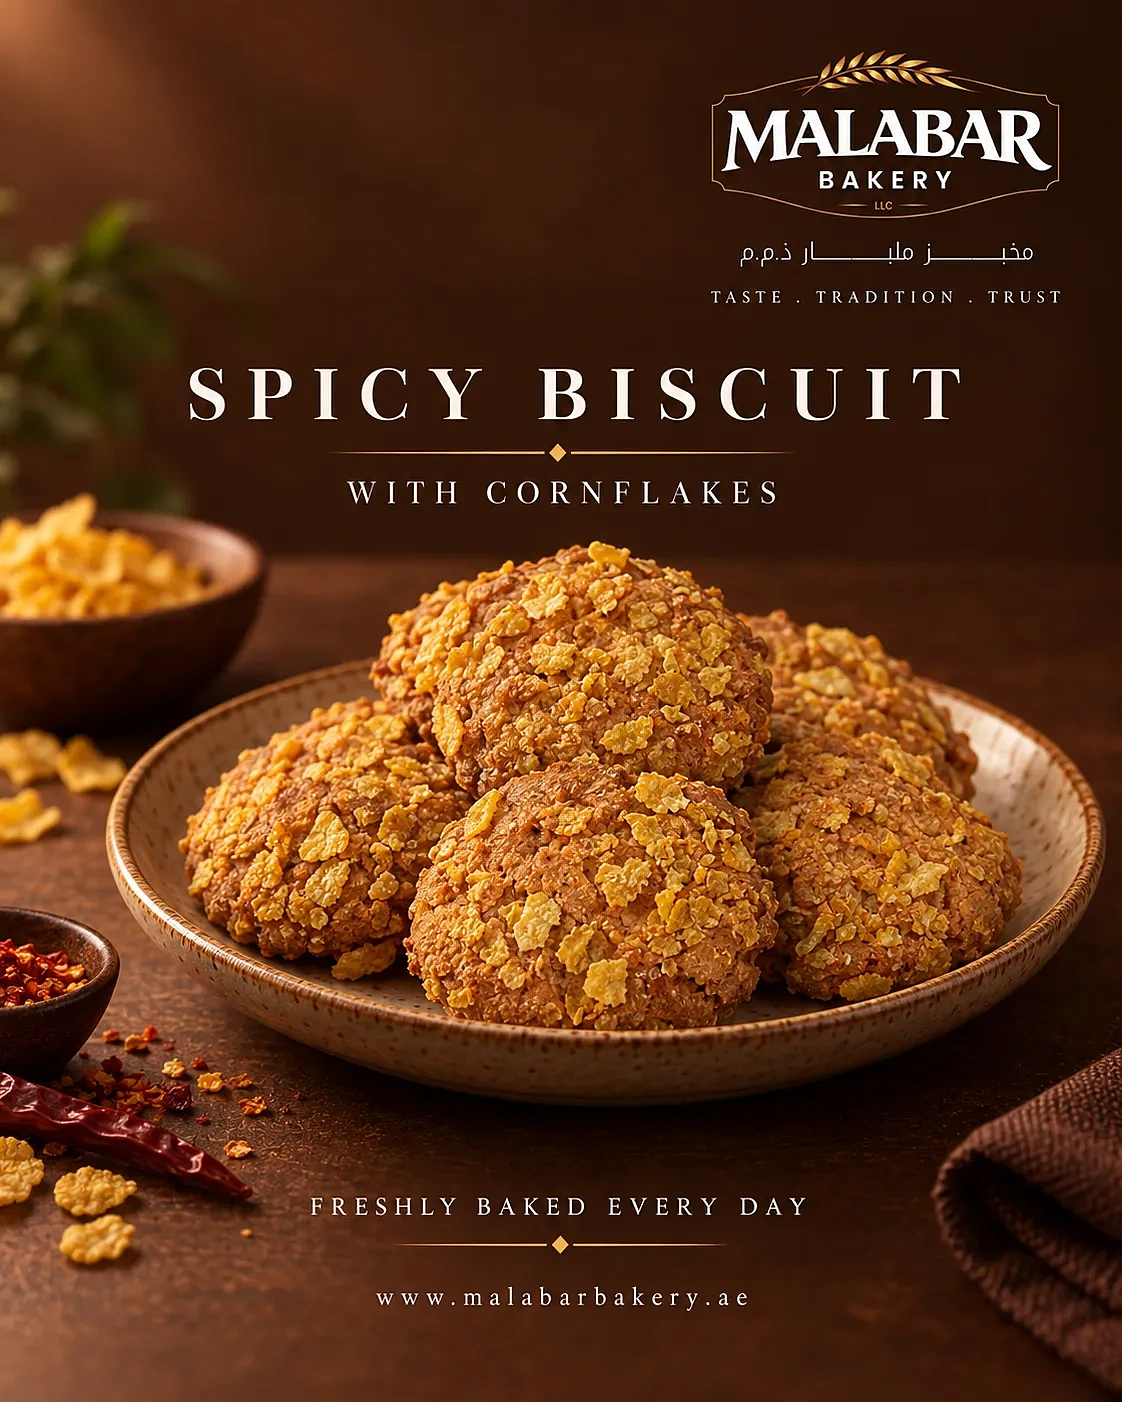 MALABAR
BAKERY
LLC
مخبـــز ملبـــار ذ.م.م
TASTE . TRADITION . TRUST
SPICY BISCUIT
WITH CORNFLAKES
FRESHLY BAKED EVERY DAY
www.malabarbakery.ae